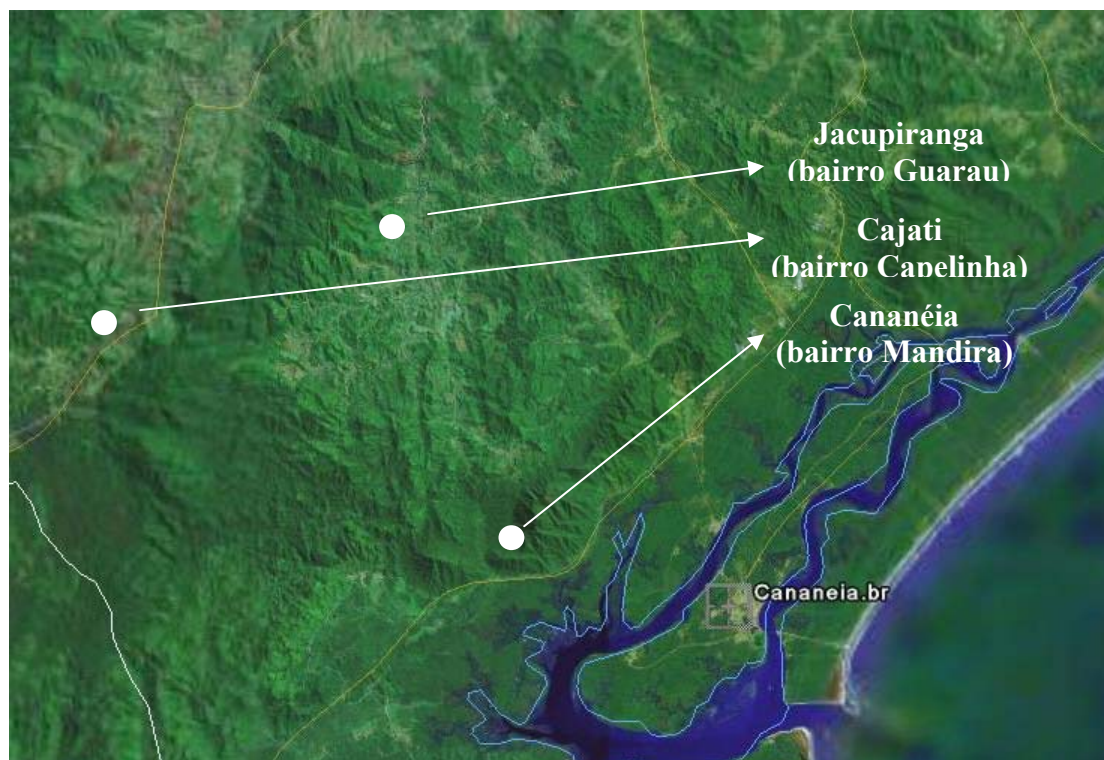 Jacupiranga
(bairro Guarau)
Cajati
(bairro Capelinha)
Cananéia
(bairro Mandira)
Cananeia.br